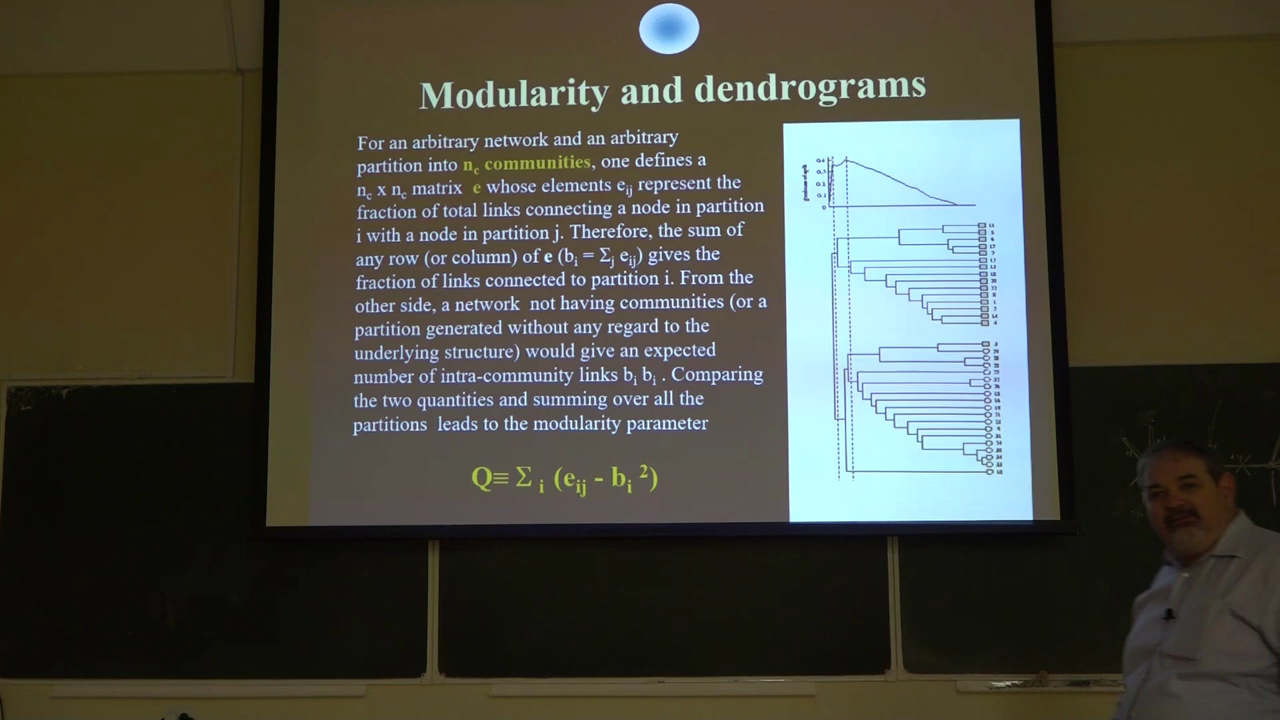 Modularity and dendrograms
For an arbitrary network and an arbitrary
partition into nc communities, one defines a
nc x nc matrix e whose elements eij represent the
fraction of total links connecting a node in partition
i with a node in partition j. Therefore, the sum of
any row (or column) of e (bi = Σj eij) gives the
fraction of links connected to partition i. From the
other side, a network not having communities (or a
partition generated without any regard to the
underlying structure) would give an expected
number of intra-community links bi bi . Comparing
the two quantities and summing over all the
partitions leads to the modularity parameter
Q≡ Σ i (eij - bi 2)